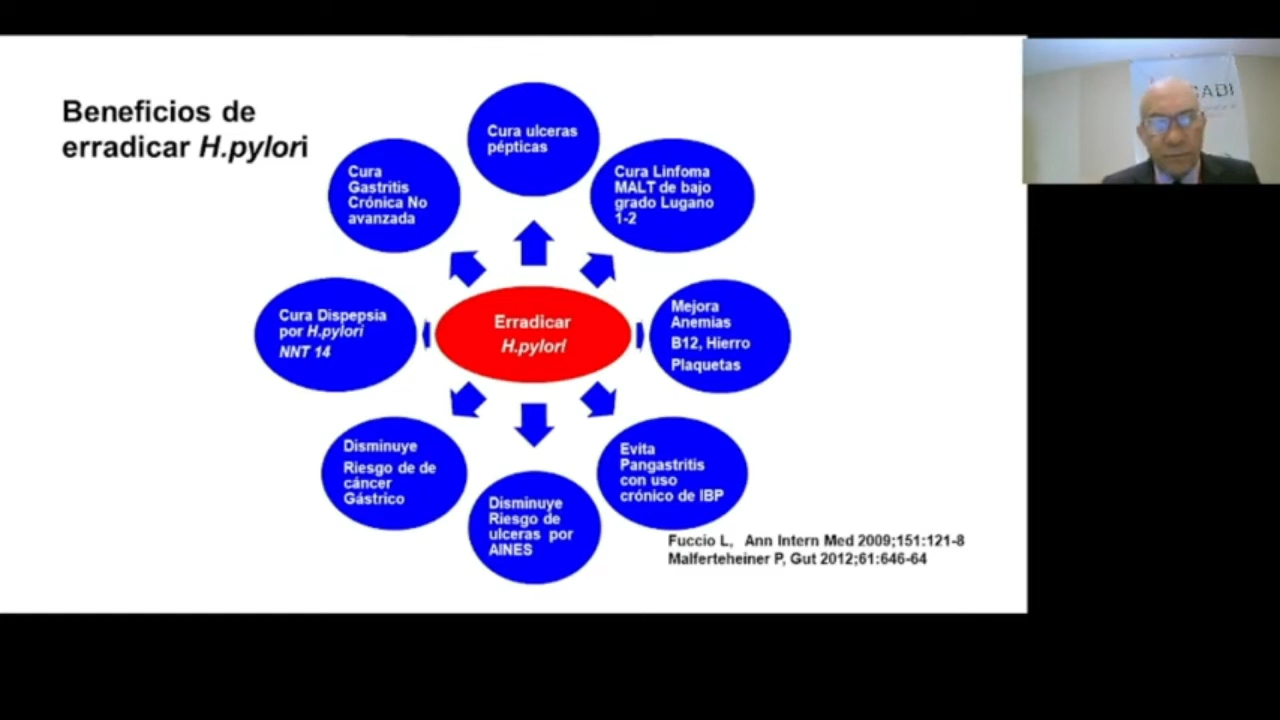 Beneficios de
erradicar H.pylori
Cura ulceras
pépticas
Cura Linfoma
MALT de bajo
grado Lugano
1-2
Mejora
Anemias
B12, Hierro
Plaquetas
Evita
Pangastritis
con uso
crónico de IBP
Disminuye
Riesgo de
ulceras por
AINES
Disminuye
Riesgo de de
cáncer
Gástrico
Cura Dispepsia
por H.pylori
NNT 14
Cura
Gastritis
Crónica No
avanzada
Erradicar
H.pylori
Fuccio L, Ann Intern Med 2009;151:121-8
Malferteheiner P, Gut 2012;61:646-64